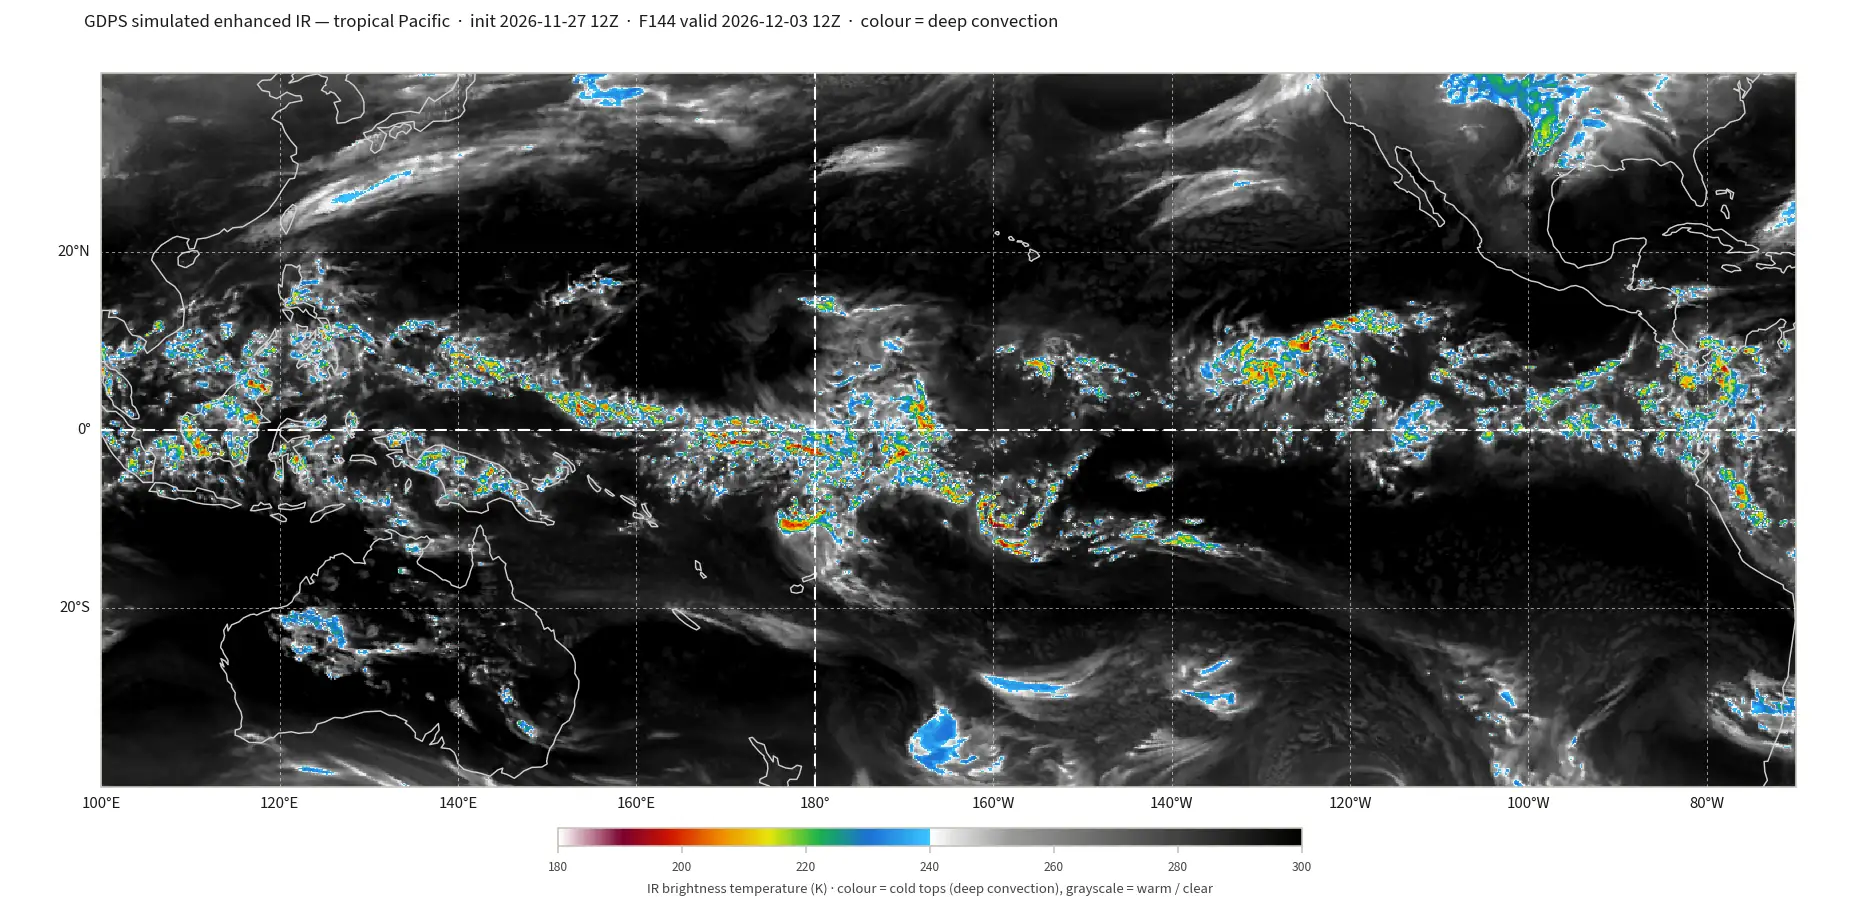 GDPS simulated enhanced IR — tropical Pacific · init 2026-11-27 12Z · F144 valid 2026-12-03 12Z · colour = deep convection
20°N
0°
20°S
100°E 120°E 140°E 160°E 180° 160°W 140°W 120°W 100°W 80°W
180 200 220 240 260 280 300
IR brightness temperature (K) · colour = cold tops (deep convection), grayscale = warm / clear